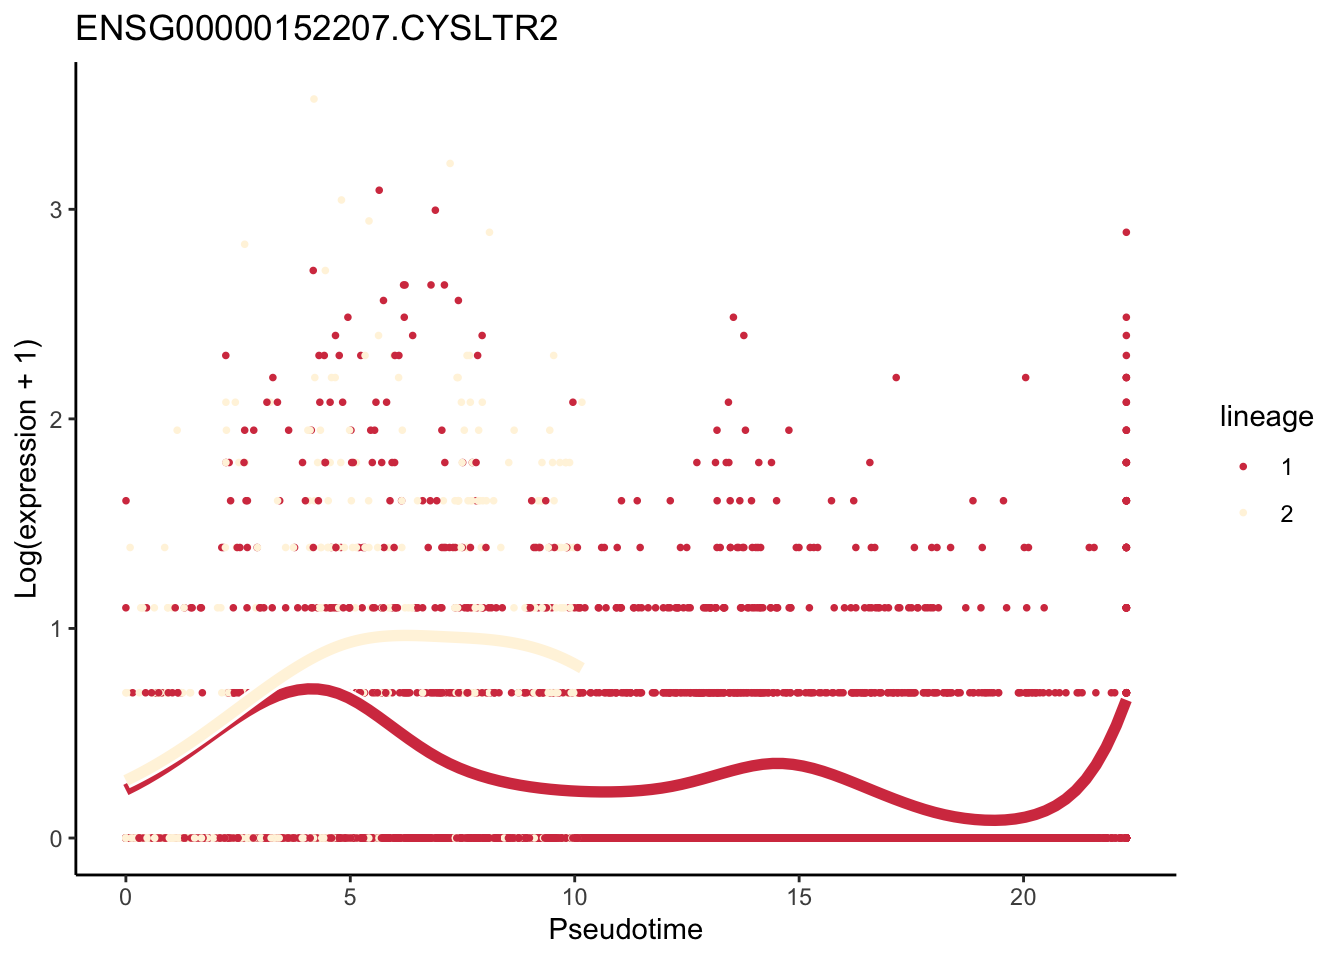 ENSG00000152207.CYSLTR2
Log(expression + 1)
3
2
1
0
0 5 10 15 20
Pseudotime
lineage
1
2